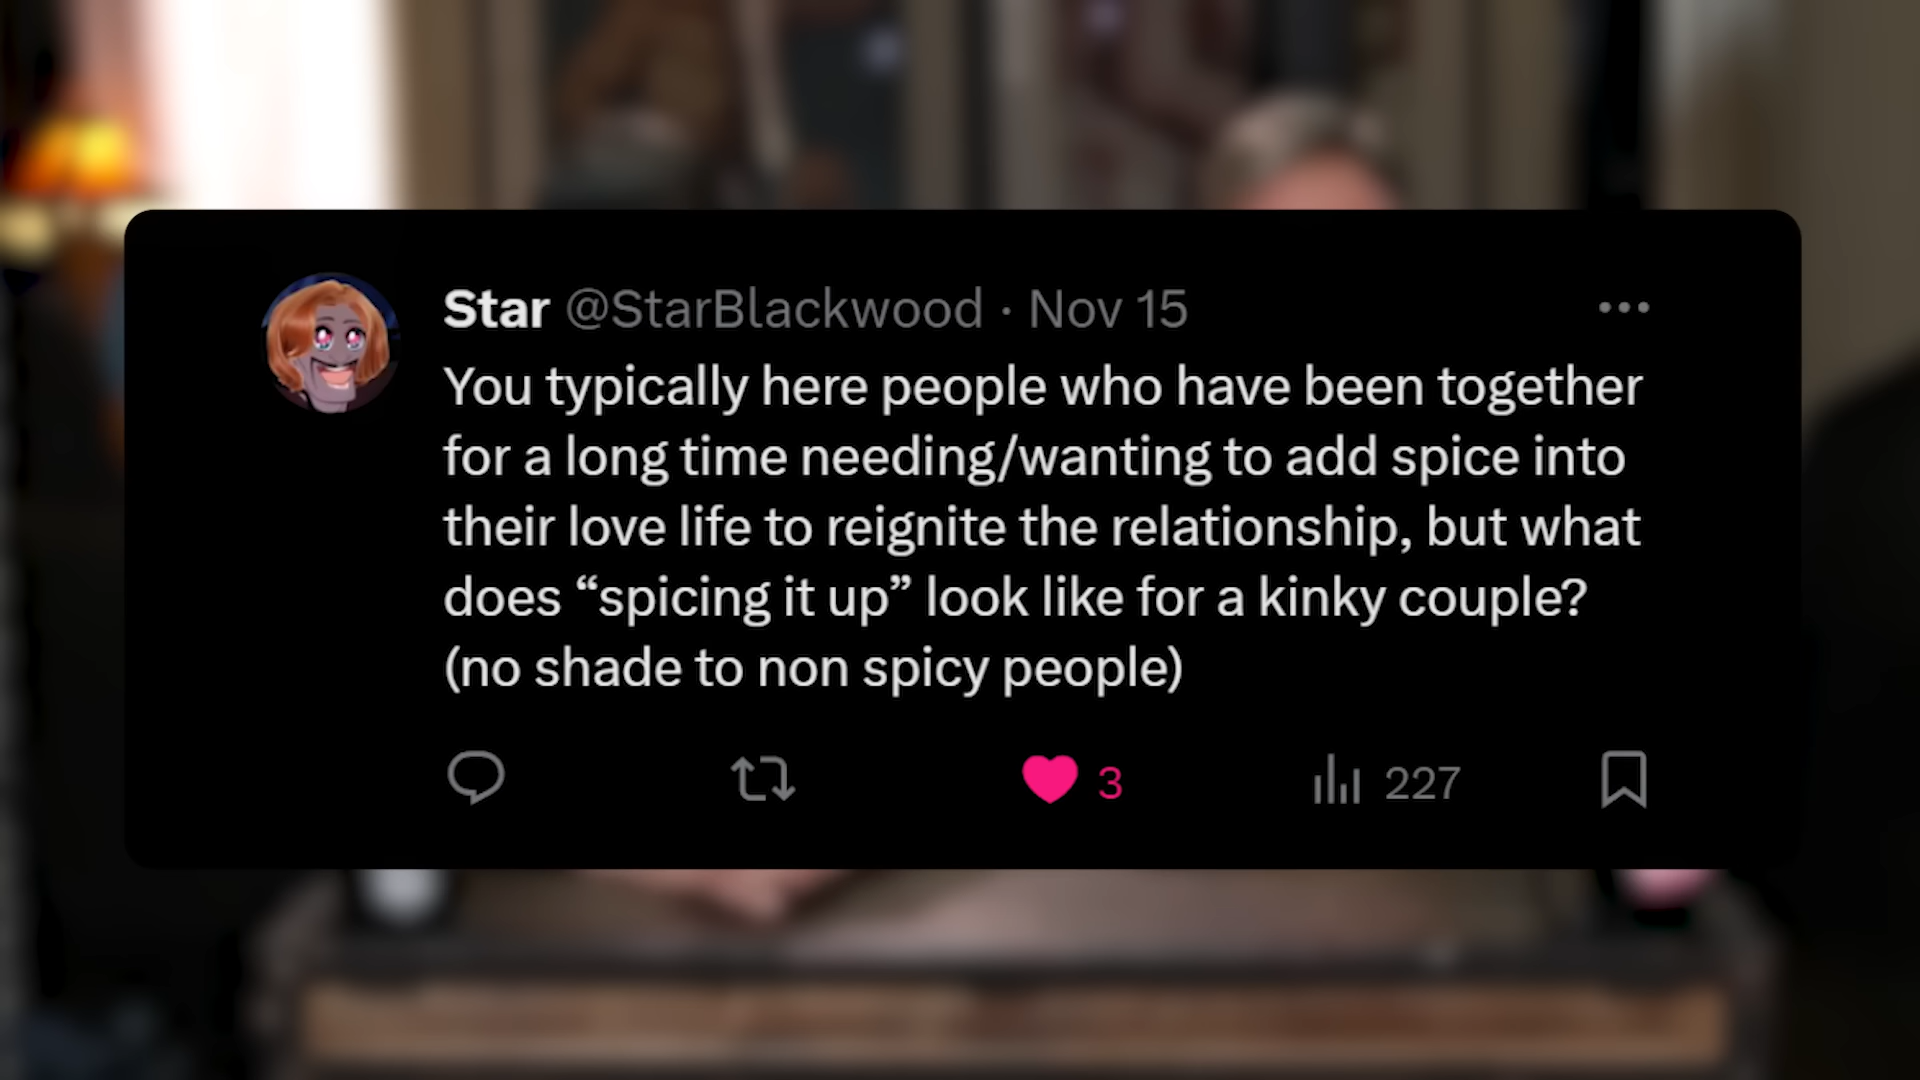 Star @StarBlackwood · Nov 15
You typically here people who have been together
for a long time needing/wanting to add spice into
their love life to reignite the relationship, but what
does “spicing it up” look like for a kinky couple?
(no shade to non spicy people)
3 227